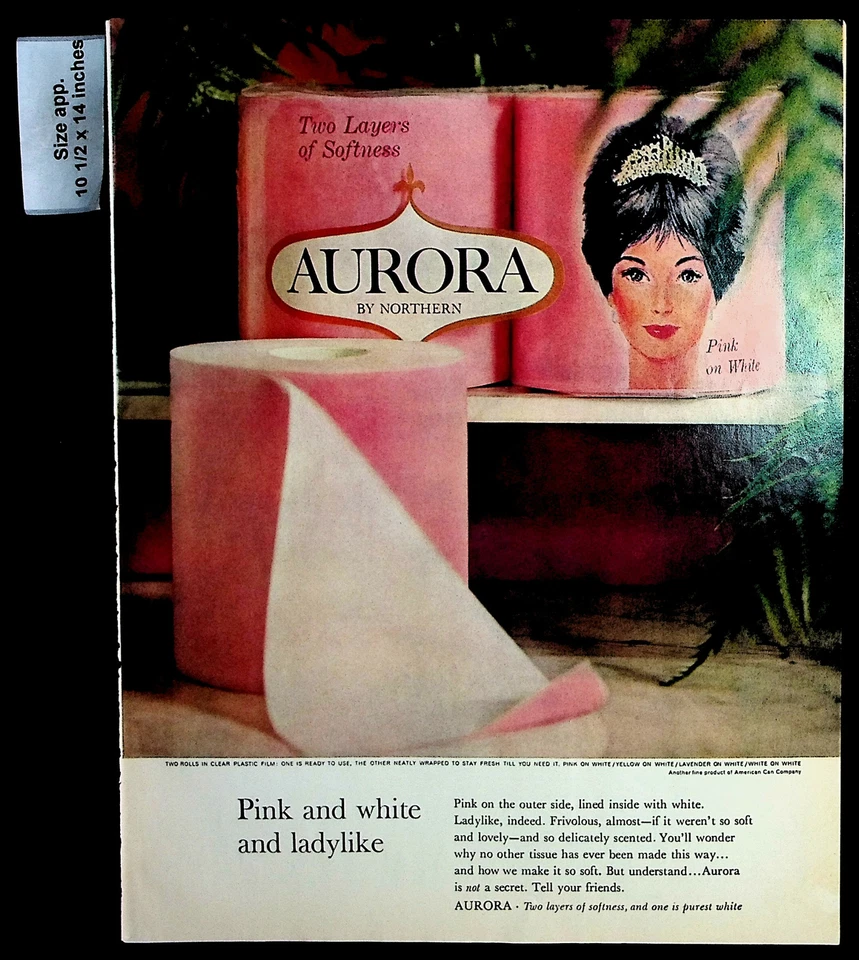 Size app.
10 1/2 x 14 inches
Two Layers
of Softness
AURORA
BY NORTHERN
Pink
on White
TWO ROLLS IN CLEAR PLASTIC FILM: ONE IS READY TO USE, THE OTHER NEATLY WRAPPED TO STAY FRESH TILL YOU NEED IT. PINK ON WHITE/YELLOW ON WHITE/LAVENDER ON WHITE/WHITE ON WHITE
Another fine product of American Can Company
Pink and white
and ladylike
Pink on the outer side, lined inside with white.
Ladylike, indeed. Frivolous, almost—if it weren't so soft
and lovely—and so delicately scented. You'll wonder
why no other tissue has ever been made this way...
and how we make it so soft. But understand...Aurora
is not a secret. Tell your friends.
AURORA · Two layers of softness, and one is purest white